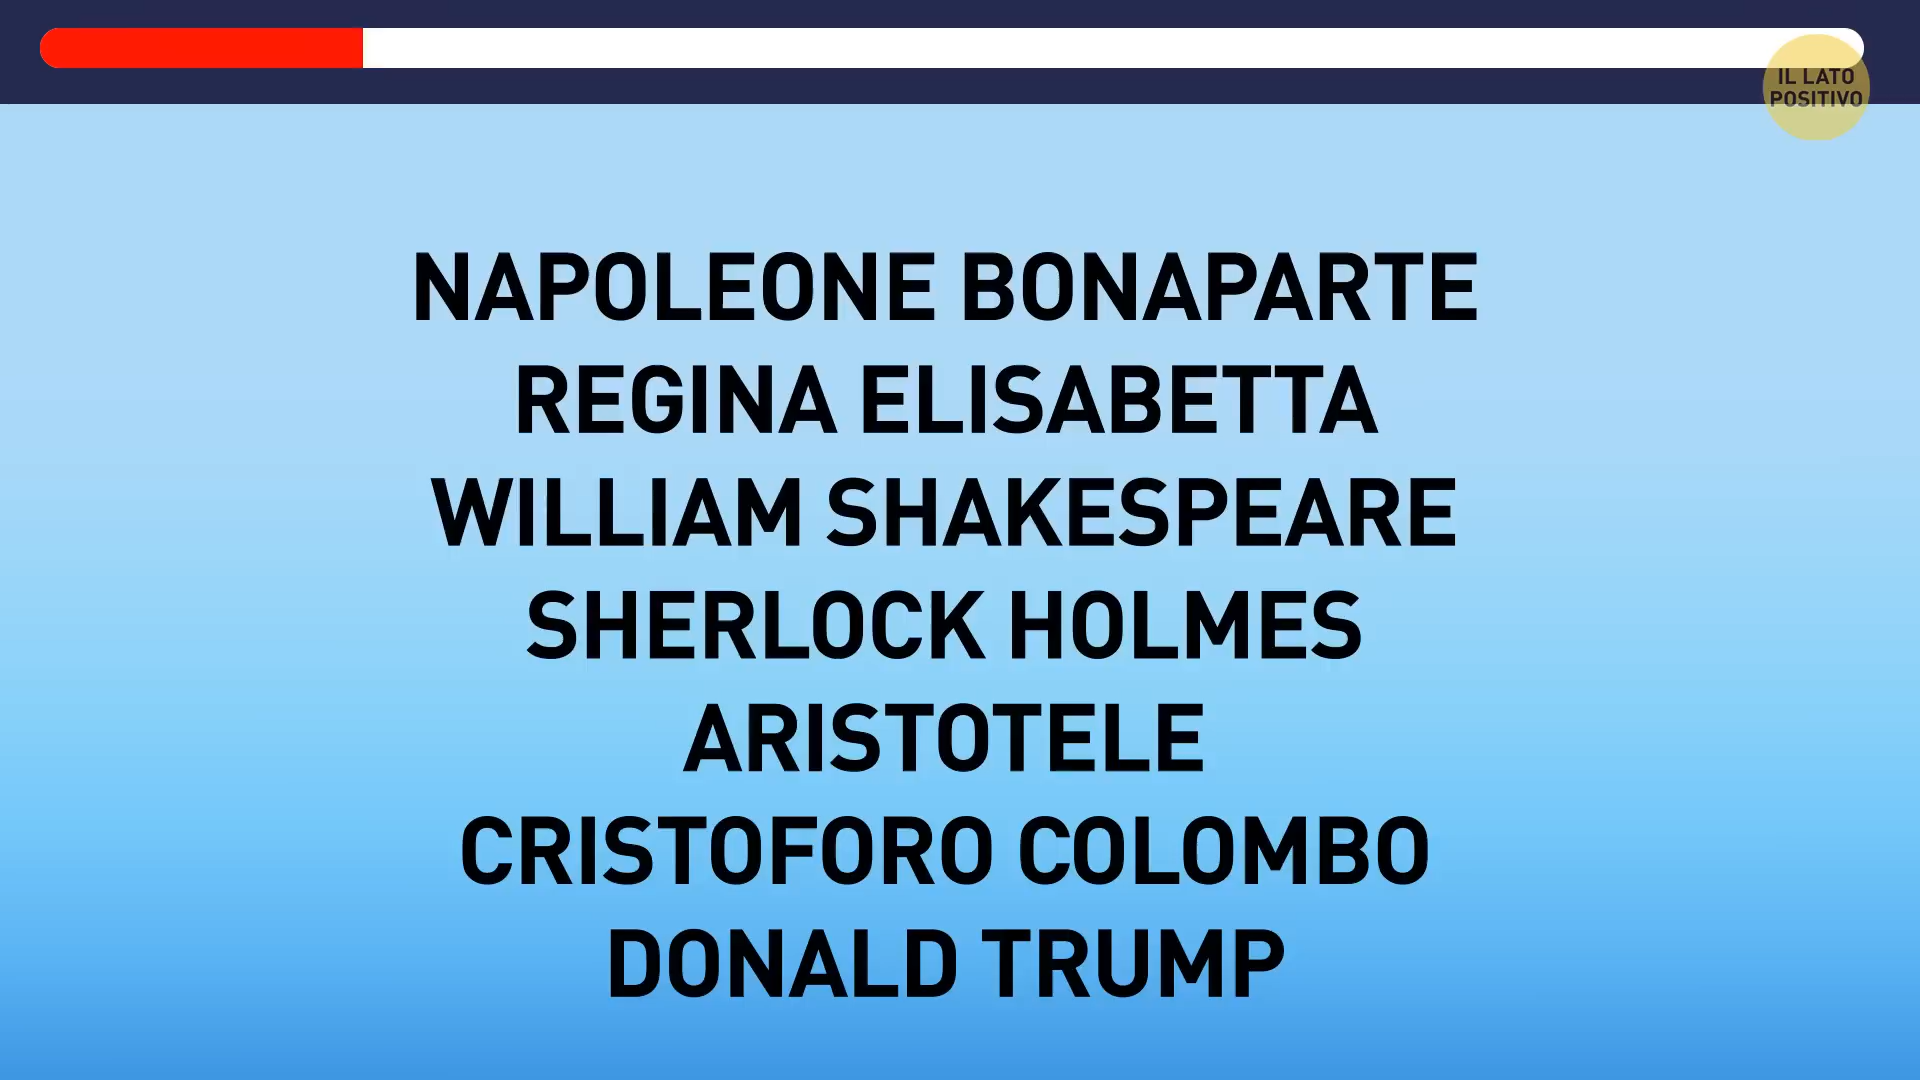 IL LATO
POSITIVO
NAPOLEONE BONAPARTE
REGINA ELISABETTA
WILLIAM SHAKESPEARE
SHERLOCK HOLMES
ARISTOTELE
CRISTOFORO COLOMBO
DONALD TRUMP